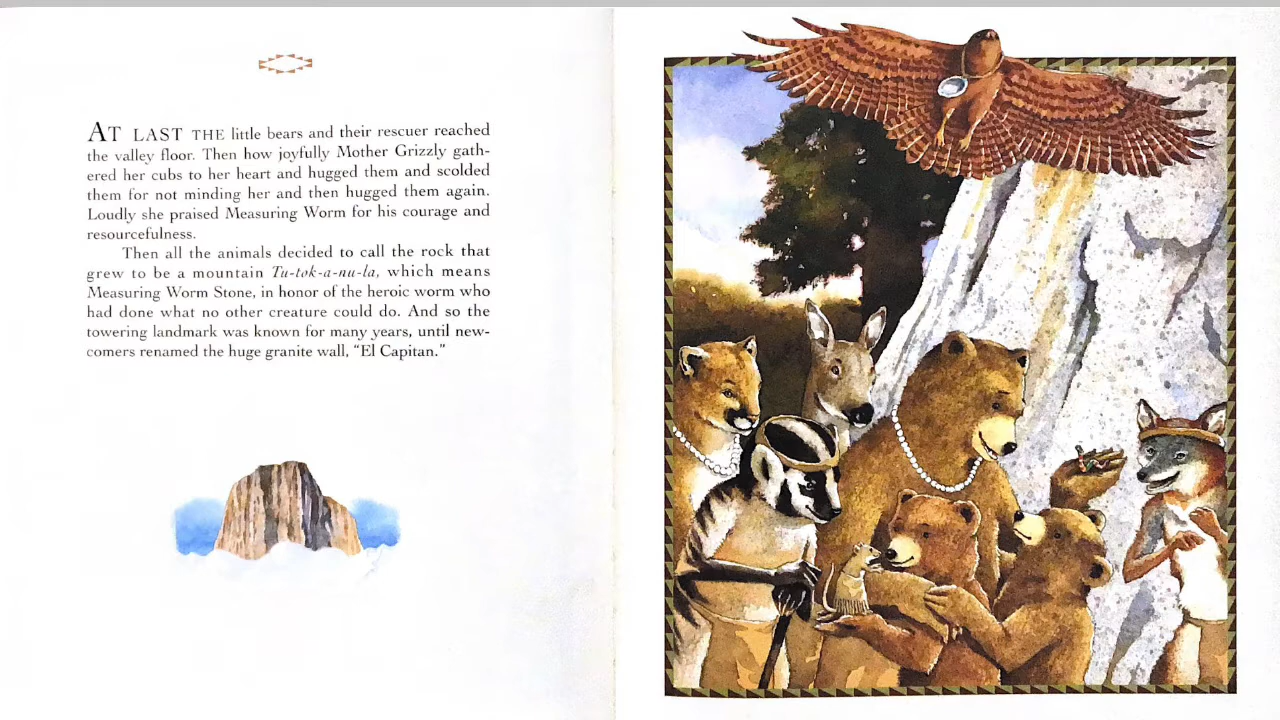 AT LAST THE little bears and their rescuer reached
the valley floor. Then how joyfully Mother Grizzly gath-
ered her cubs to her heart and hugged them and scolded
them for not minding her and then hugged them again.
Loudly she praised Measuring Worm for his courage and
resourcefulness.
Then all the animals decided to call the rock that
grew to be a mountain Tu-tok-a-nu-la, which means
Measuring Worm Stone, in honor of the heroic worm who
had done what no other creature could do. And so the
towering landmark was known for many years, until new-
comers renamed the huge granite wall, “El Capitan.”